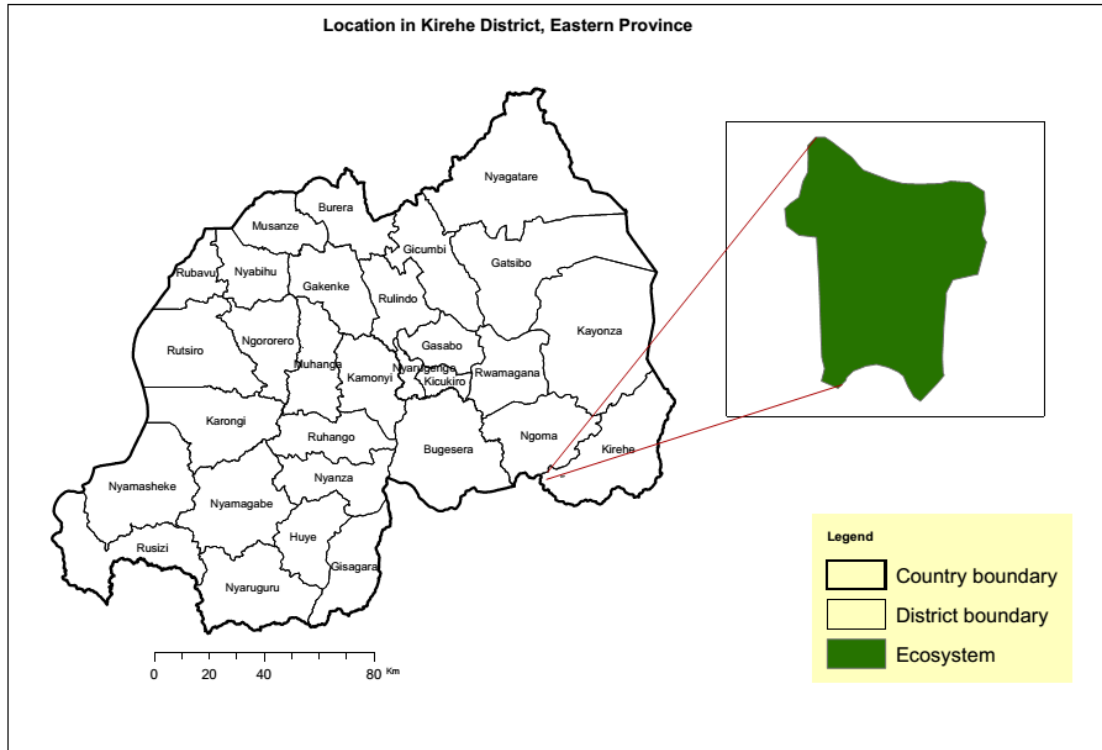 Location in Kirehe District, Eastern Province
Nyagatare
Burera
Musanze
Gicumbi
Gatsibo
Rubavu
Nyabihu
Gakenke
Rulindo
Kayonza
Rutsiro
Ngororero
Muhanga
Gasabo
Nyarugenge
Kamonyi
Kicukiro
Rwamagana
Karongi
Ruhango
Bugesera
Ngoma
Kirehe
Nyamasheke
Nyanza
Nyamagabe
Huye
Rusizi
Gisagara
Nyaruguru
Legend
Country boundary
District boundary
Ecosystem
0 20 40 80 Km